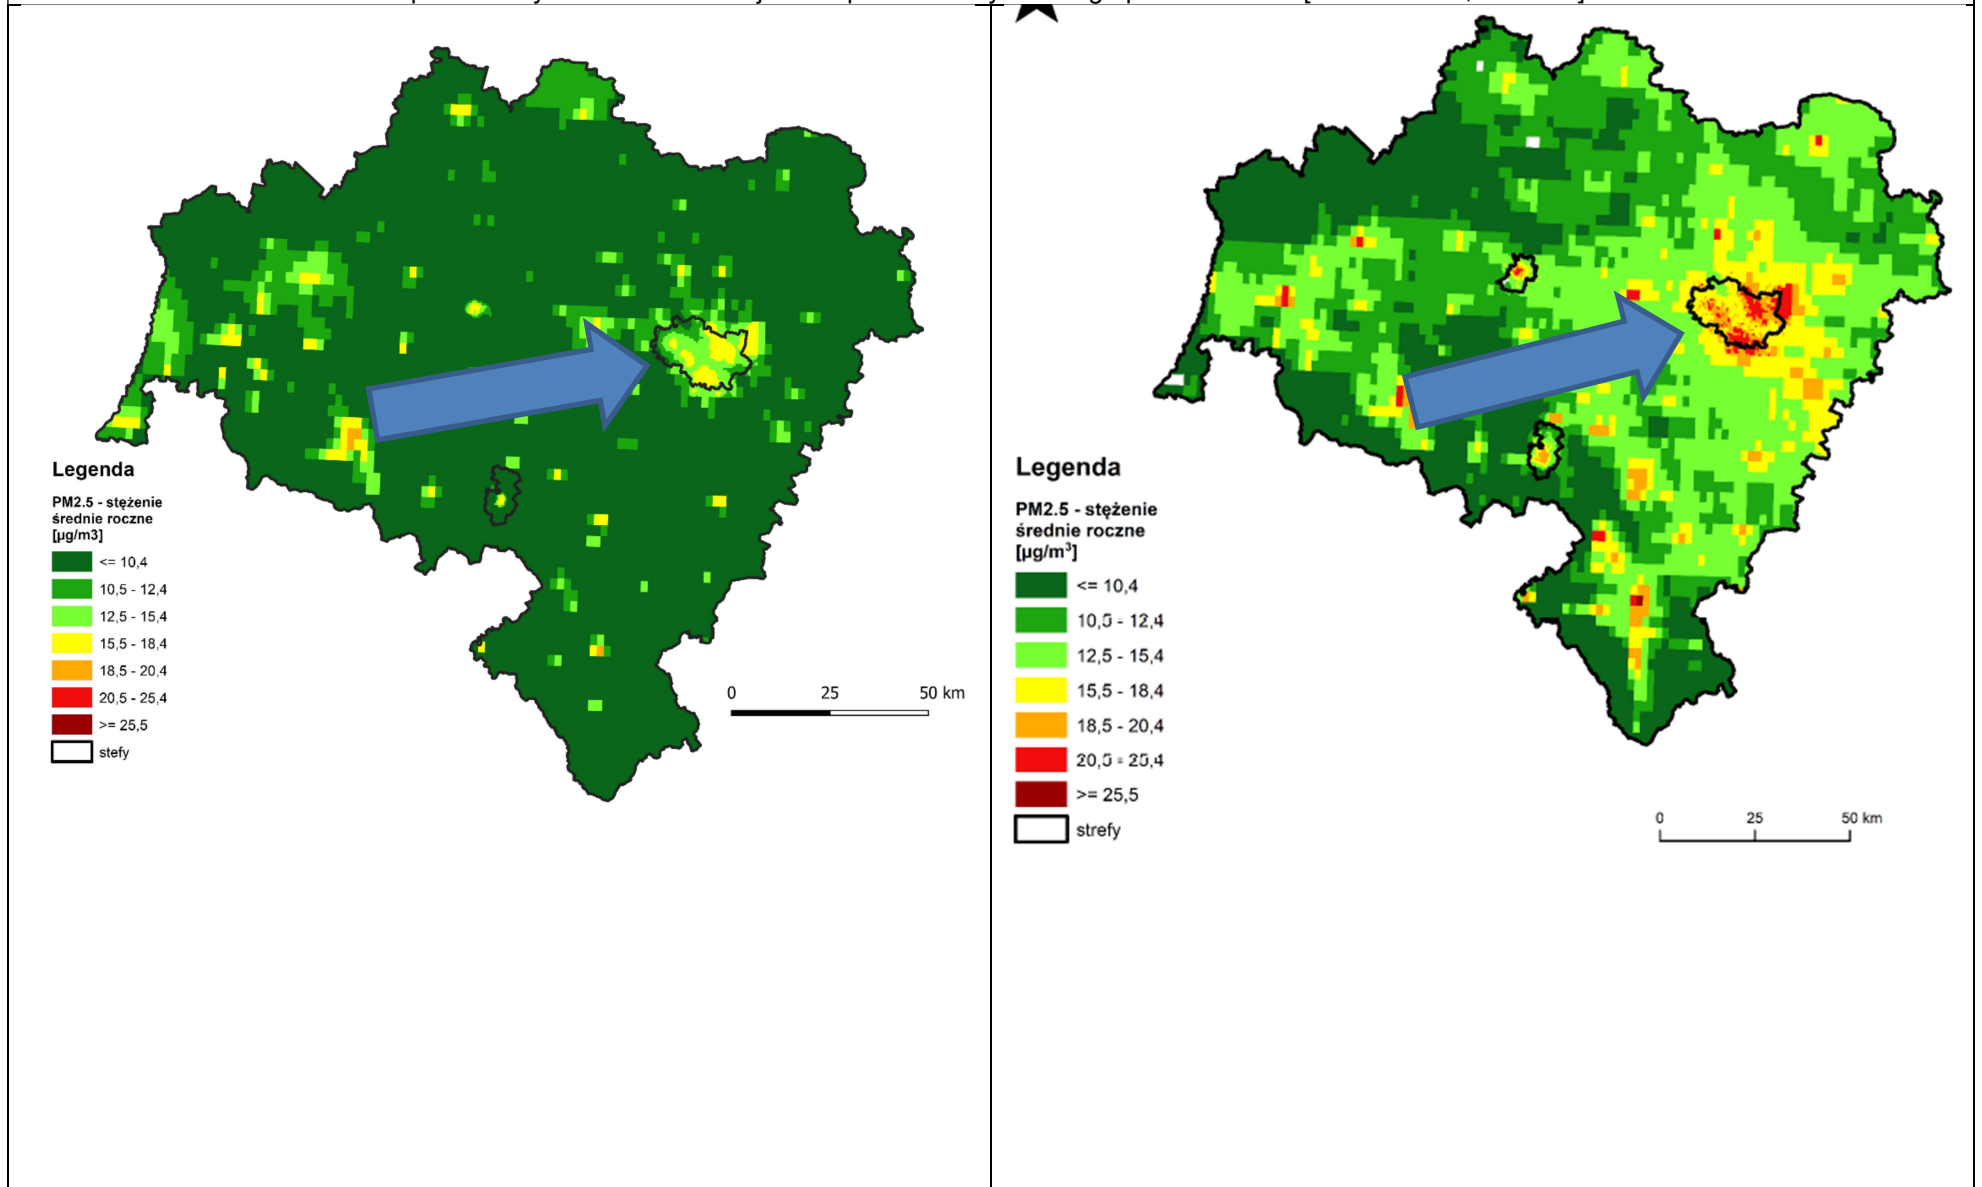 Legenda
PM2.5 - stężenie
średnie roczne
[µg/m3]
<= 10,4
10,5 - 12,4
12,5 - 15,4
15,5 - 18,4
18,5 - 20,4
20,5 - 25,4
>= 25,5
stefy
0 25 50 km
Legenda
PM2.5 - stężenie
średnie roczne
[µg/m³]
<= 10,4
10,5 - 12,4
12,5 - 15,4
15,5 - 18,4
18,5 - 20,4
20,5 - 25,4
>= 25,5
strefy
0 25 50 km